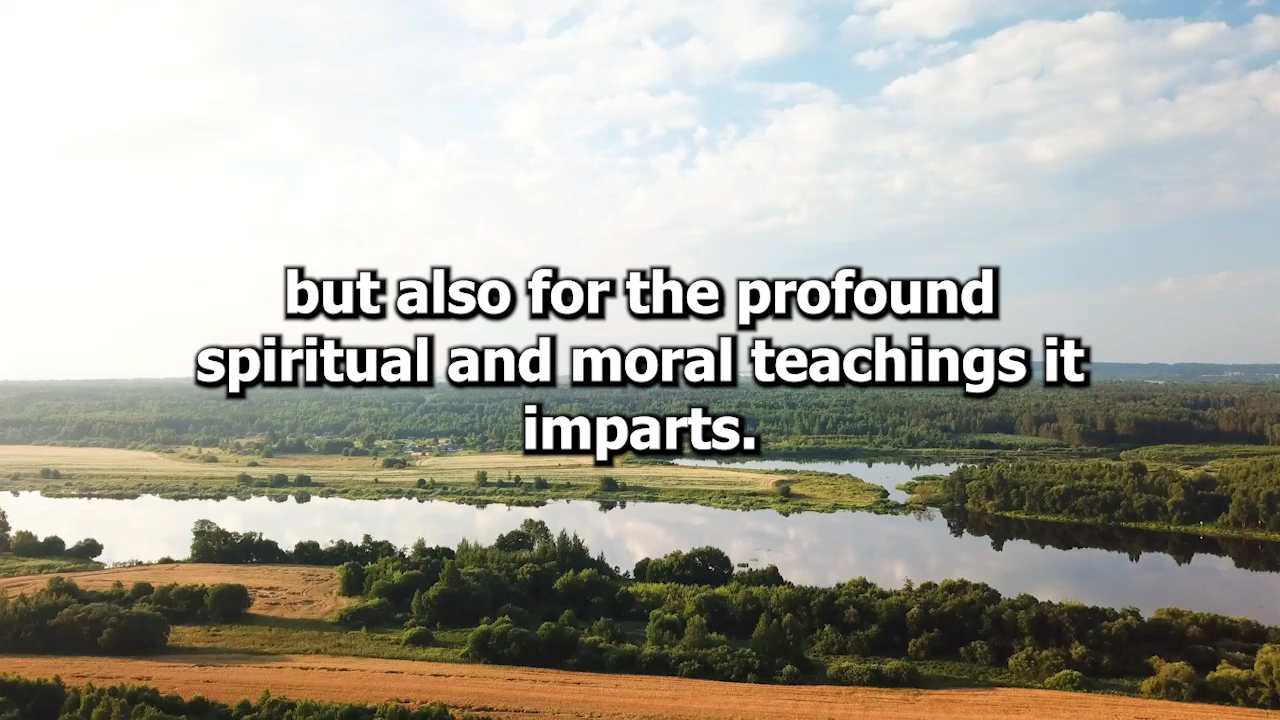 but also for the profound
spiritual and moral teachings it
imparts.